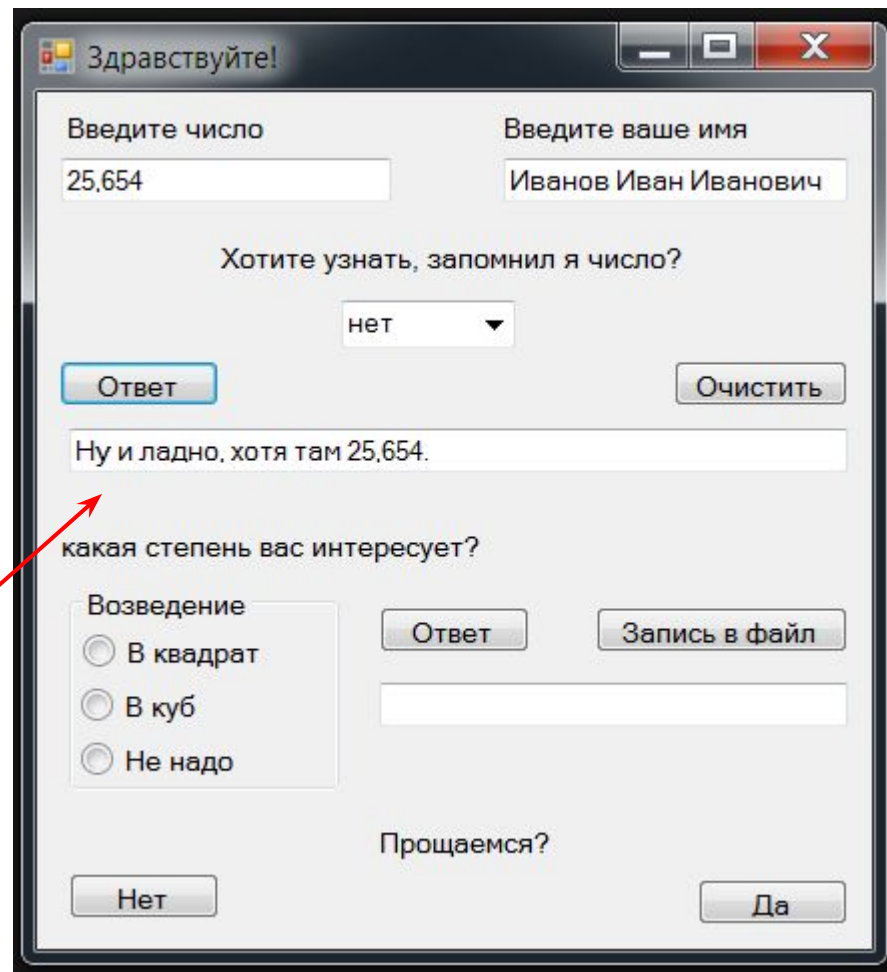 Здравствуйте!
Введите число
Введите ваше имя
25,654
Иванов Иван Иванович
Хотите узнать, запомнил я число?
нет
Ответ
Очистить
Ну и ладно, хотя там 25,654.
какая степень вас интересует?
Возведение
В квадрат
В куб
Не надо
Ответ
Запись в файл
Прощаемся?
Нет
Да